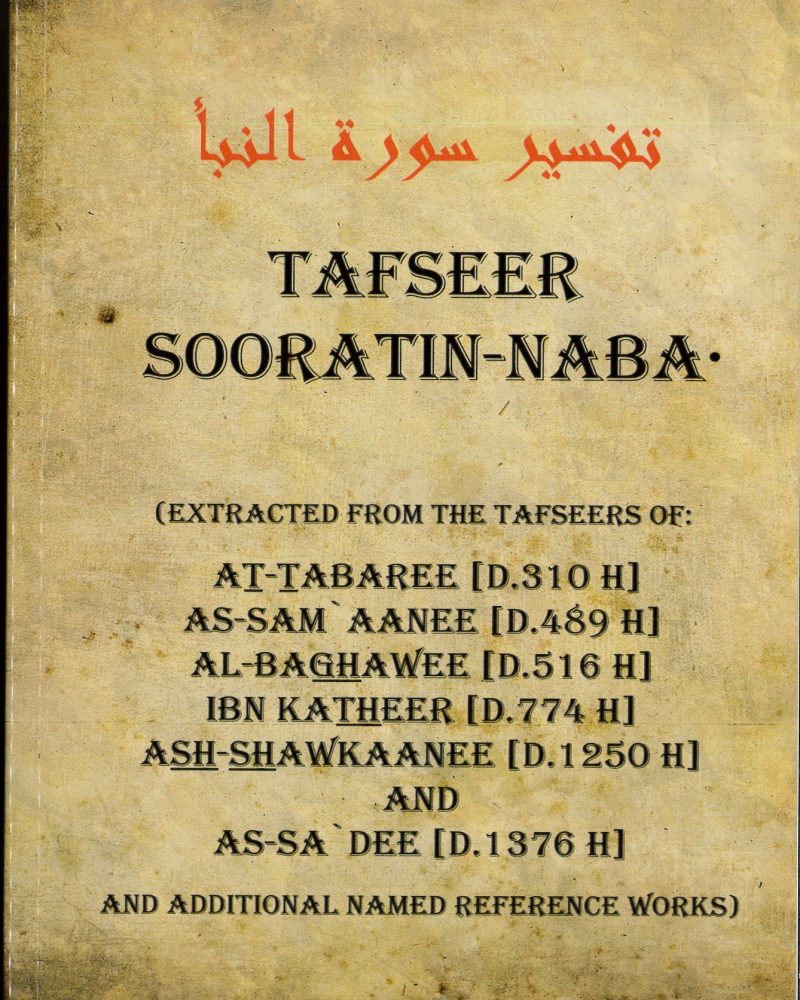 تفسير سورة النبأ
TAFSEER
SOORATIN-NABA·
(EXTRACTED FROM THE TAFSEERS OF:
AT-TABAREE [D.310 H]
AS-SAM`AANEE [D.489 H]
AL-BAGHAWEE [D.516 H]
IBN KATHEER [D.774 H]
ASH-SHAWKAANEE [D.1250 H]
AND
AS-SA`DEE [D.1376 H]
AND ADDITIONAL NAMED REFERENCE WORKS)